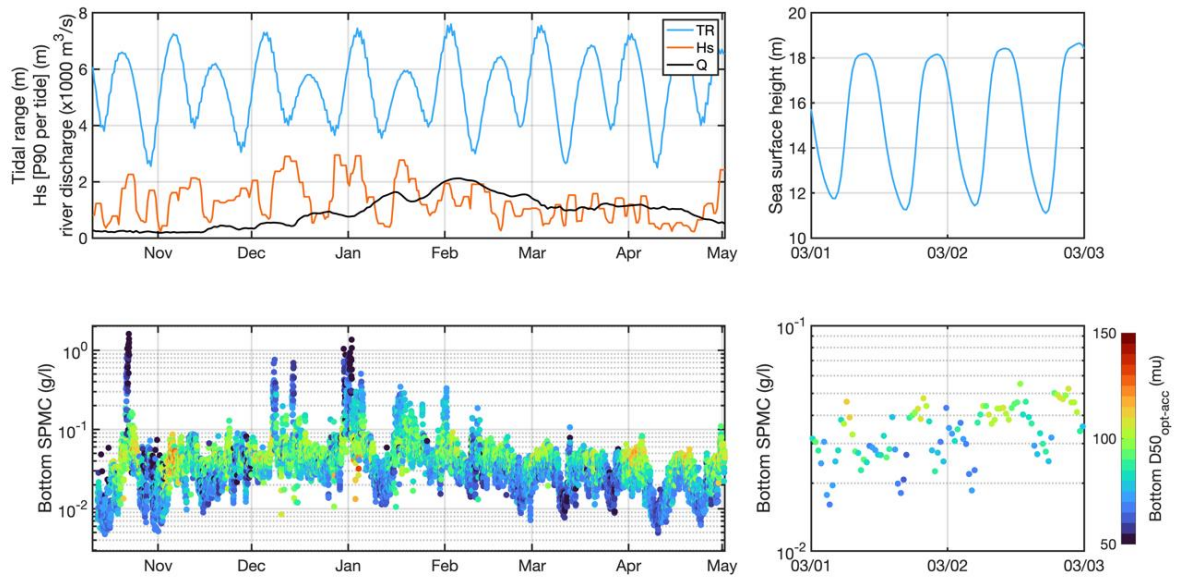 Tidal range (m)
Hs [P90 per tide] (m)
river discharge (x1000 m³/s)
8
6
4
2
0
TR
Hs
Q
Nov
Dec
Jan
Feb
Mar
Apr
May
Sea surface height (m)
20
18
16
14
12
10
03/01
03/02
03/03
Bottom SPMC (g/l)
10⁰
10⁻¹
10⁻²
Nov
Dec
Jan
Feb
Mar
Apr
May
Bottom SPMC (g/l)
10⁻¹
10⁻²
03/01
03/02
03/03
150
100
50
Bottom D50opt-acc (mu)